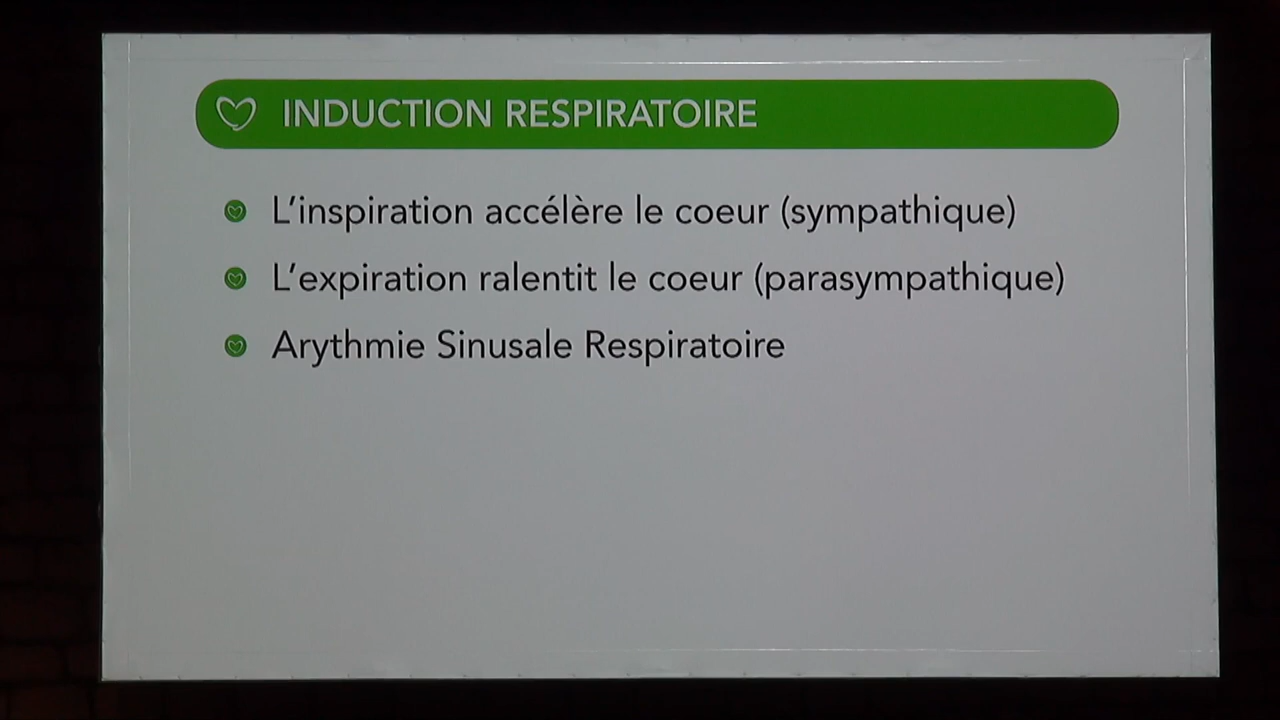 INDUCTION RESPIRATOIRE
L'inspiration accélère le coeur (sympathique)
L'expiration ralentit le coeur (parasympathique)
Arythmie Sinusale Respiratoire